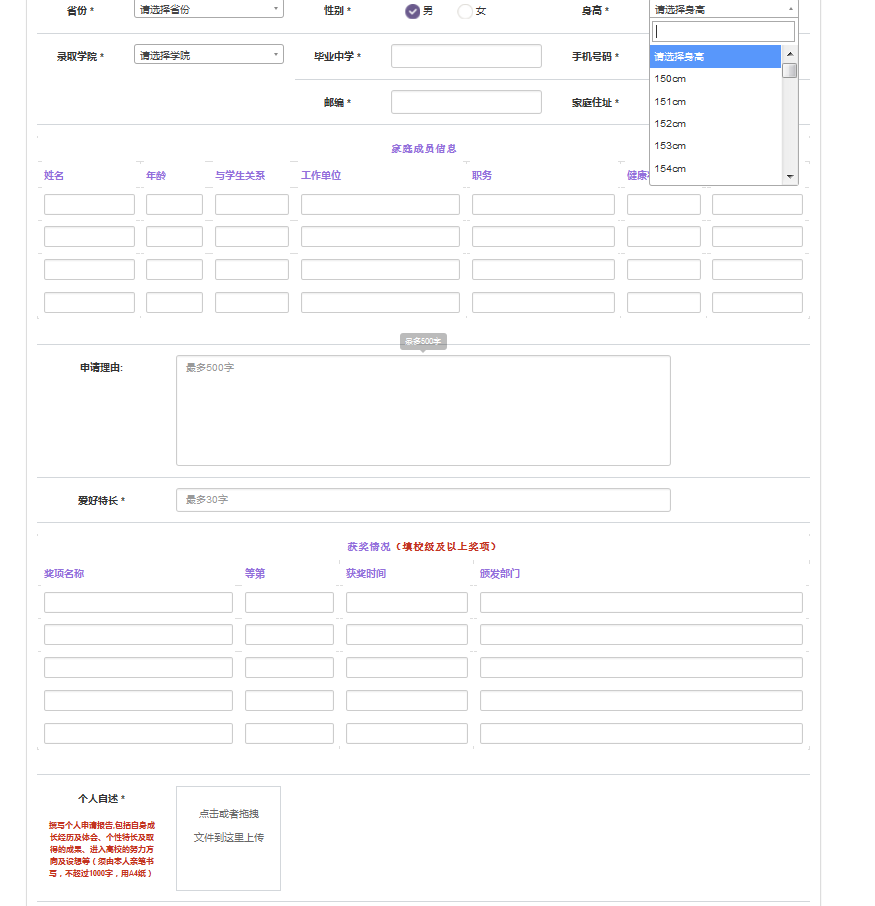 省份 * 请选择省份 性别 * 男 女 身高 * 请选择身高
录取学院 * 请选择学院 毕业中学 * 手机号码 * 请选择身高
150cm
151cm
邮编 * 家庭住址 *
152cm
153cm
154cm
家庭成员信息
姓名 年龄 与学生关系 工作单位 职务 健康
最多500字
申请理由: 最多500字
爱好特长 * 最多30字
获奖情况（填校级及以上奖项）
奖项名称 等第 获奖时间 颁发部门
个人自述 *
点击或者拖拽
文件到这里上传
撰写个人申请报告,包括自身成
长经历及体会、个性特长及取
得的成果、进入高校的努力方
向及设想等（须由本人亲笔书
写，不超过1000字，用A4纸）